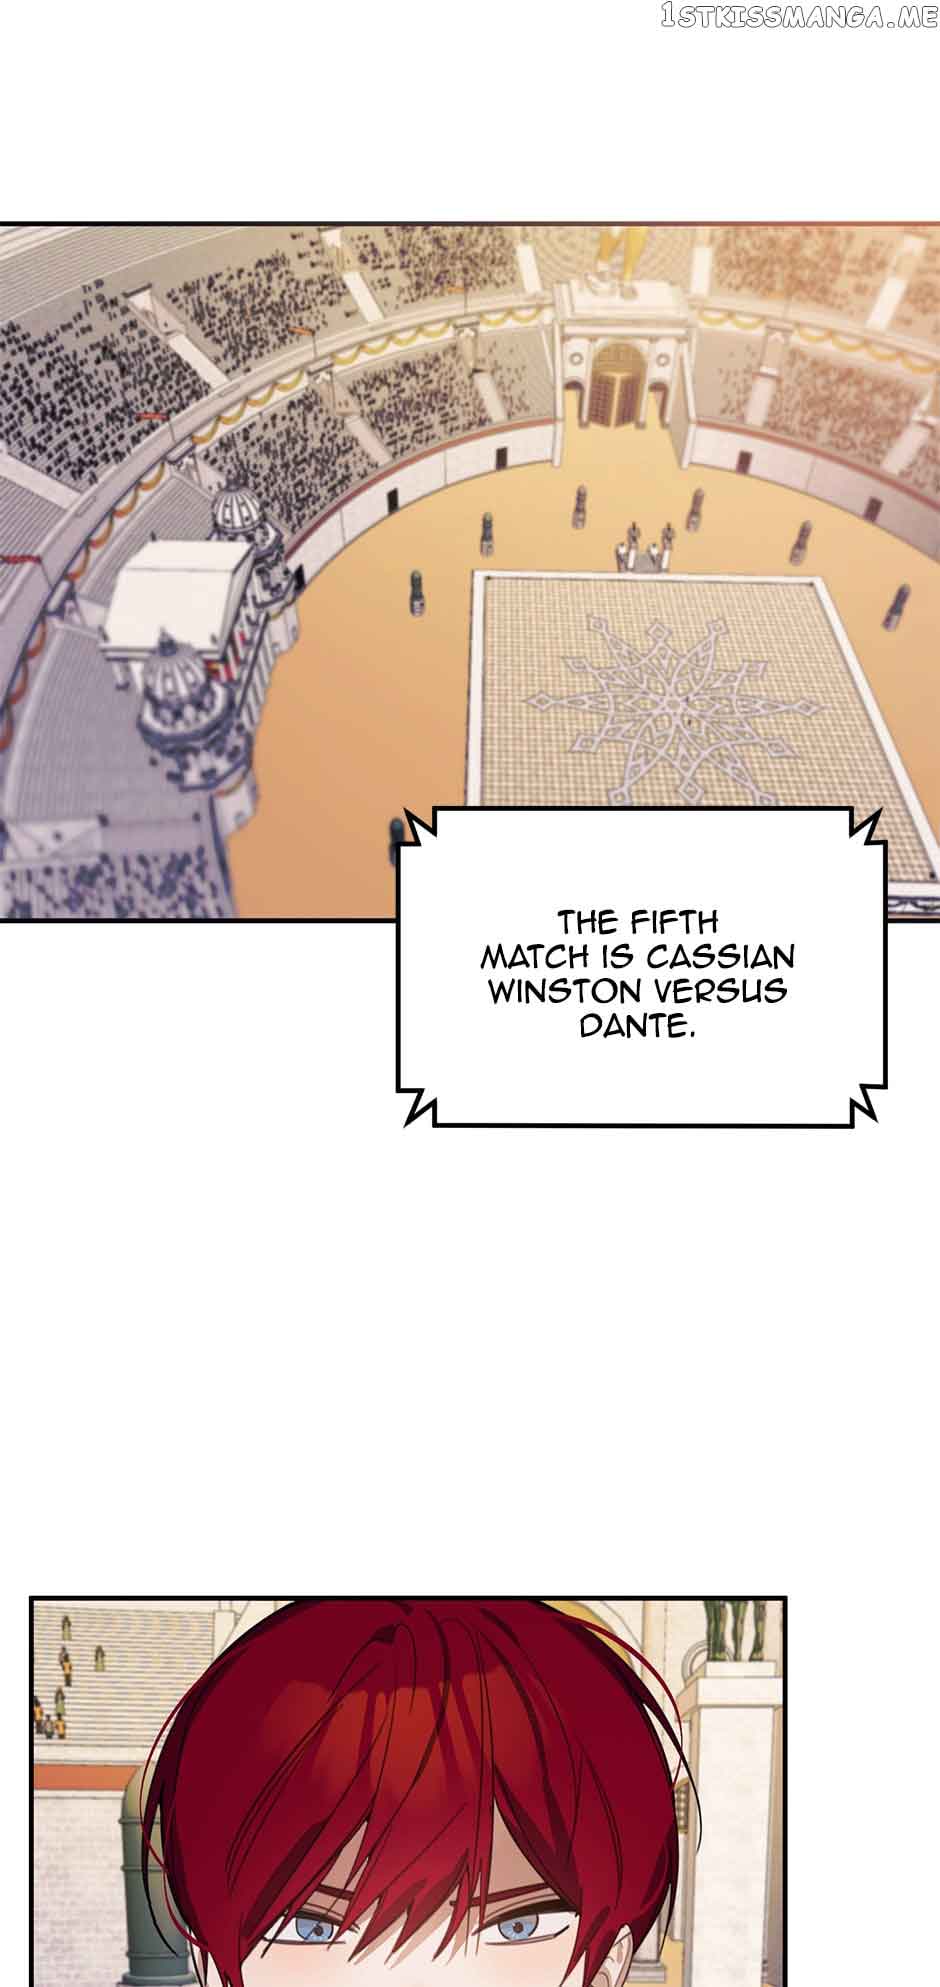 1STKISSMANGA.ME
THE FIFTH
MATCH IS CASSIAN
WINSTON VERSUS
DANTE.